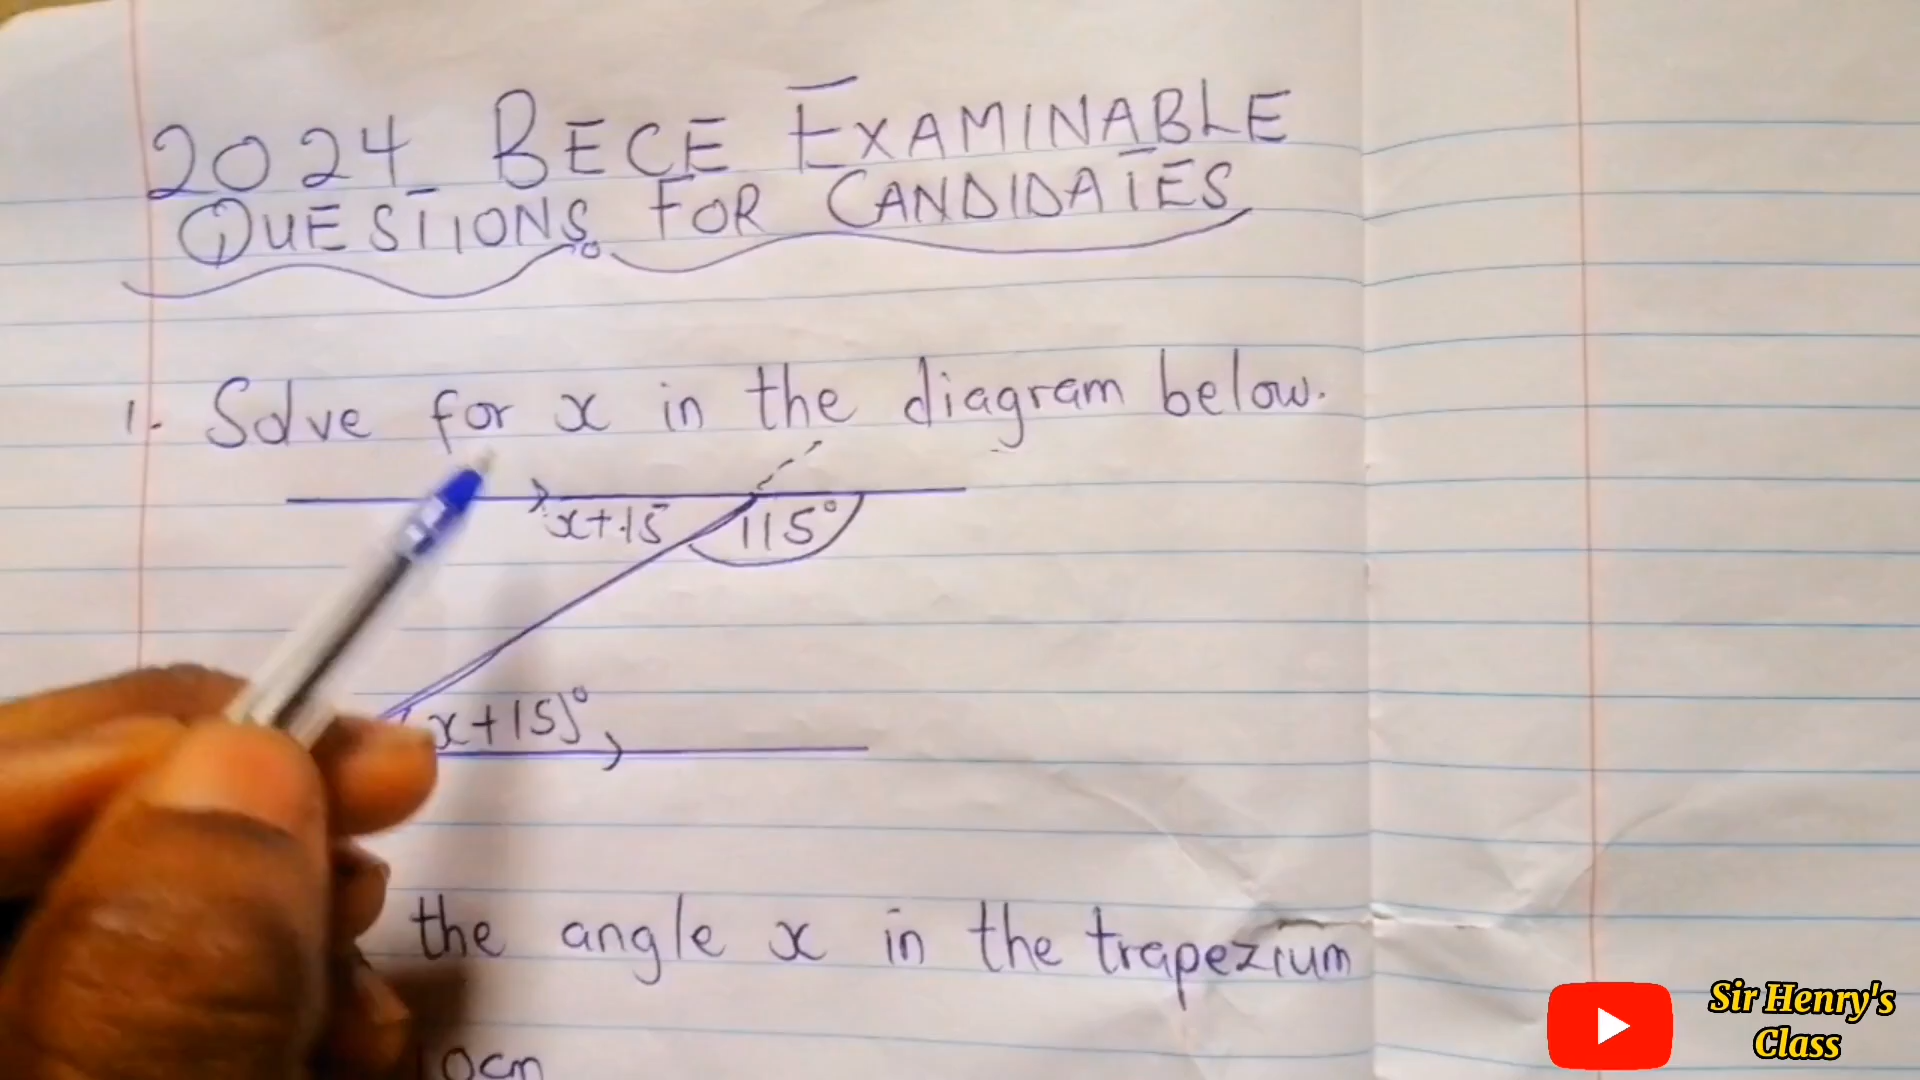 2024 BECE EXAMINABLE
QUESTIONS FOR CANDIDATES
1. Solve for x in the diagram below.
x+15
115°
x+15)°
the angle x in the trapezium
0cm
Sir Henry's
Class